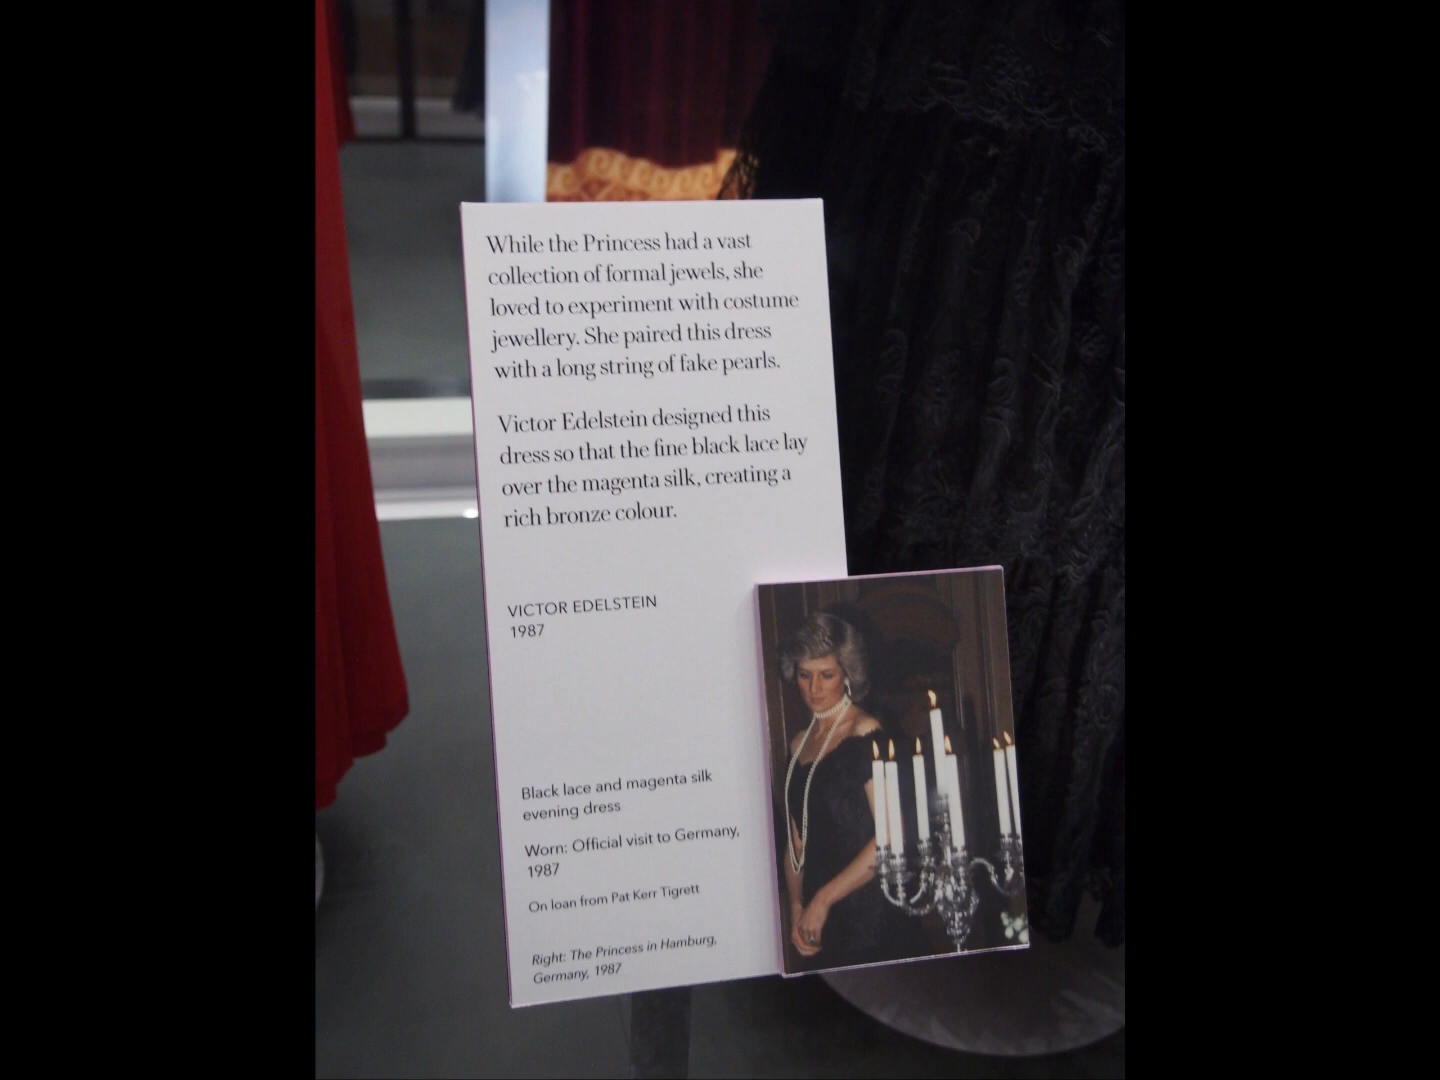 While the Princess had a vast
collection of formal jewels, she
loved to experiment with costume
jewellery. She paired this dress
with a long string of fake pearls.
Victor Edelstein designed this
dress so that the fine black lace lay
over the magenta silk, creating a
rich bronze colour.
VICTOR EDELSTEIN
1987
Black lace and magenta silk
evening dress
Worn: Official visit to Germany,
1987
On loan from Pat Kerr Tigrett
Right: The Princess in Hamburg,
Germany, 1987